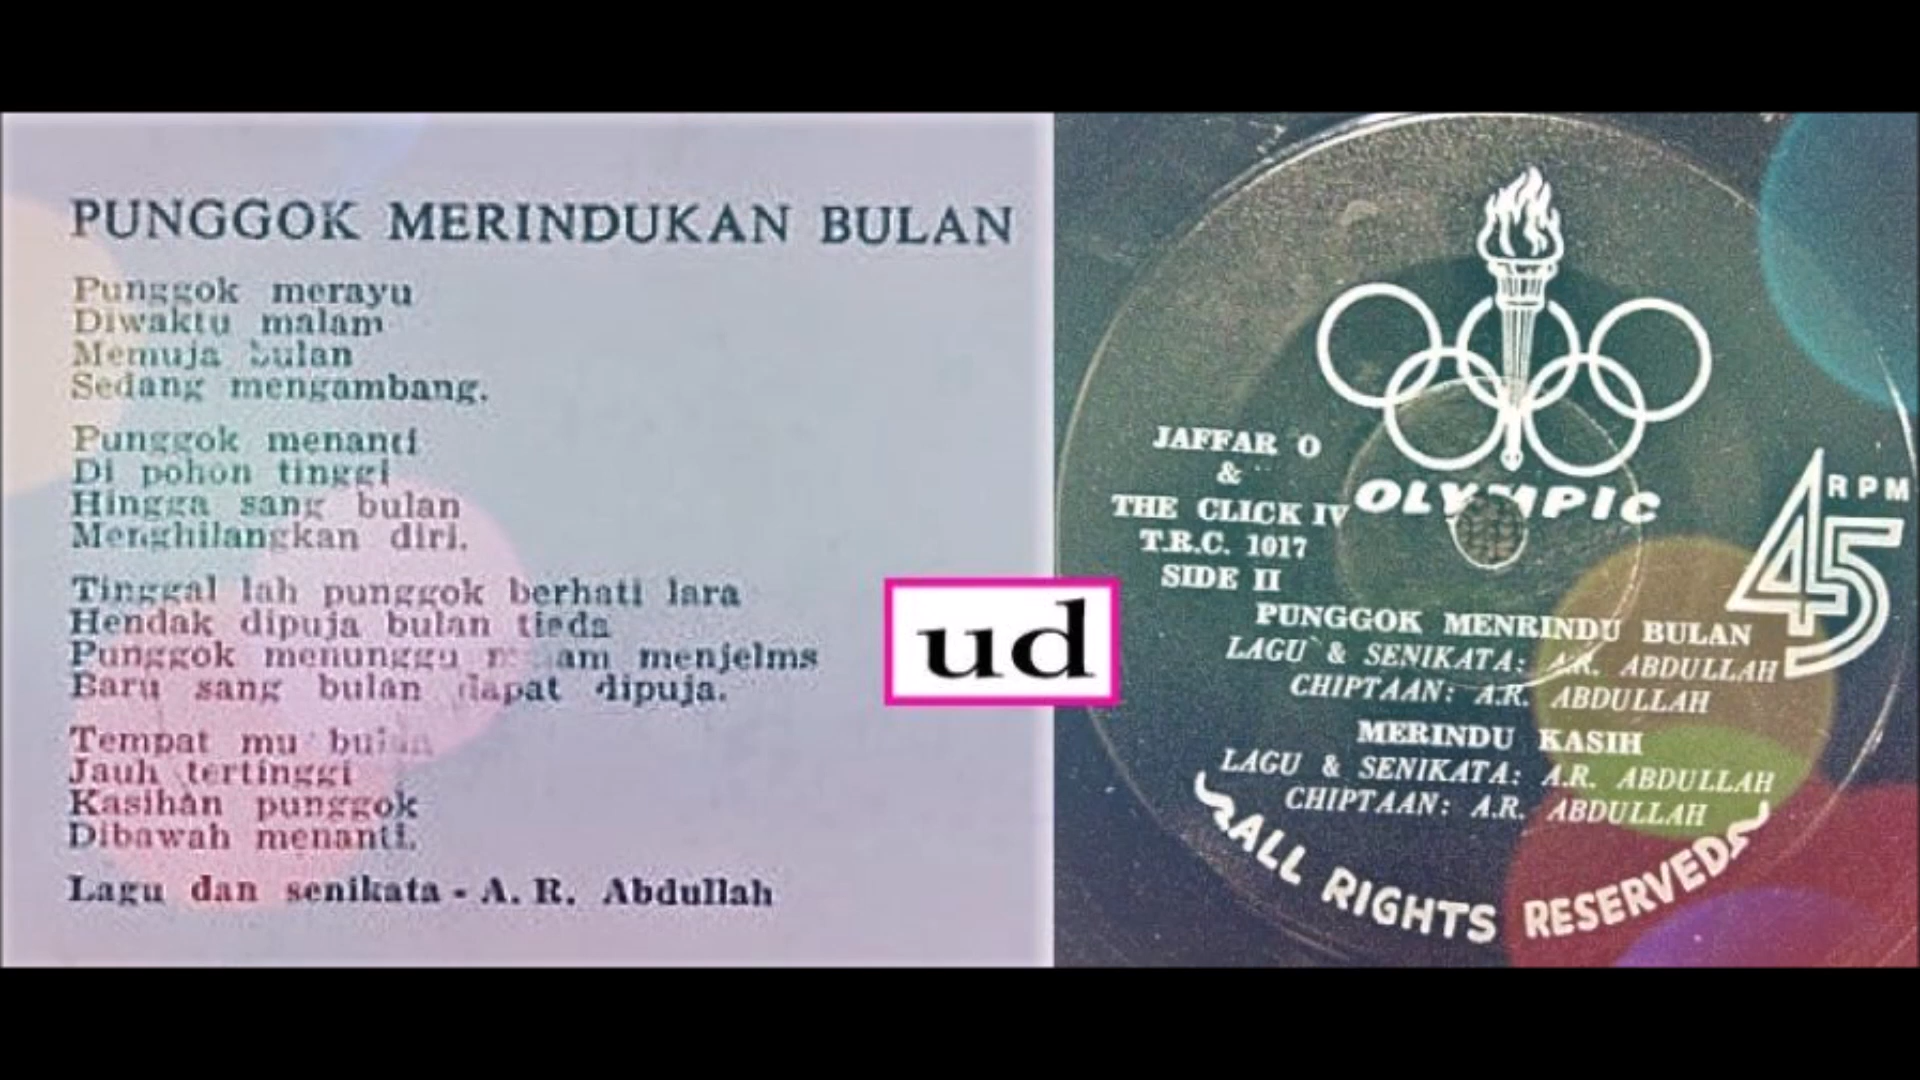 PUNGGOK MERINDUKAN BULAN
Punggok merayu
Diwaktu malam
Memuja bulan
Sedang mengambang.
Punggok menanti
Di pohon tinggi
Hingga sang bulan
Menghilangkan diri.
Tinggal lah punggok berhati lara
Hendak dipuja bulan tieda
Punggok menunggu menjelms
Baru sang bulan dapat dipuja.
Tempat mu bulan
Jauh tertinggi
Kasihan punggok
Dibawah menanti.
Lagu dan senikata - A. R. Abdullah
ud
JAFFAR O
&
THE CLICK IV
T.R.C. 1017
SIDE II
OLYMPIC
45 RPM
PUNGGOK MENRINDU BULAN
LAGU & SENIKATA: A.R. ABDULLAH
CHIPTAAN: A.R. ABDULLAH
MERINDU KASIH
LAGU & SENIKATA: A.R. ABDULLAH
CHIPTAAN: A.R. ABDULLAH
ALL RIGHTS RESERVED